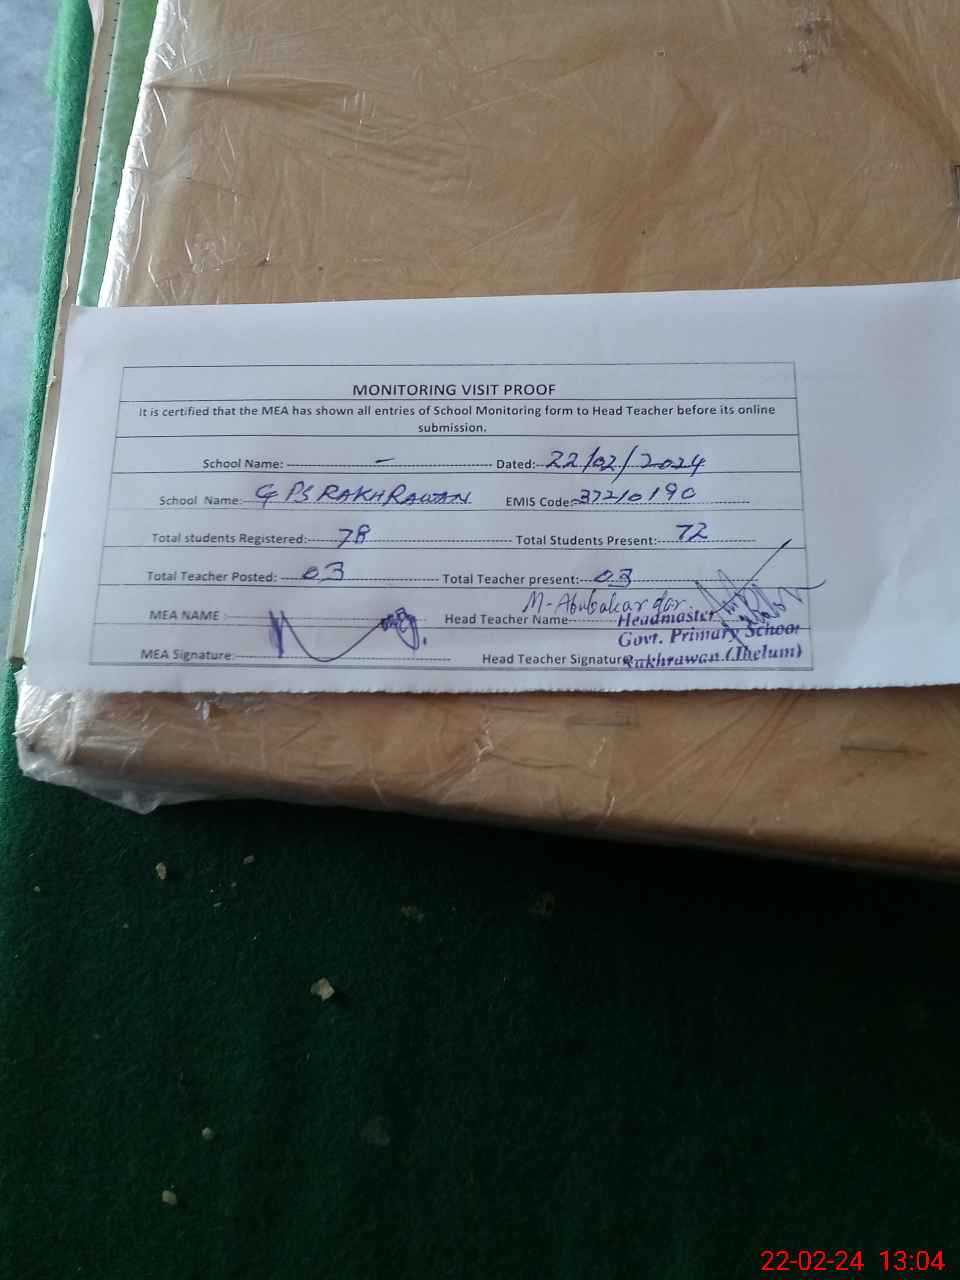 MONITORING VISIT PROOF
It is certified that the MEA has shown all entries of School Monitoring form to Head Teacher before its online
submission.
School Name: - Dated: 22/02/2024
School Name: GPS RAKHRAWAN EMIS Code: 37210190
Total students Registered: 78 Total Students Present: 72
Total Teacher Posted: 03 Total Teacher present: 03
MEA NAME : Head Teacher Name M-Abubakar
Headmaster
Govt. Primary School
MEA Signature: Head Teacher Signature Rakhrawan (Jhelum)
22-02-24 13:04